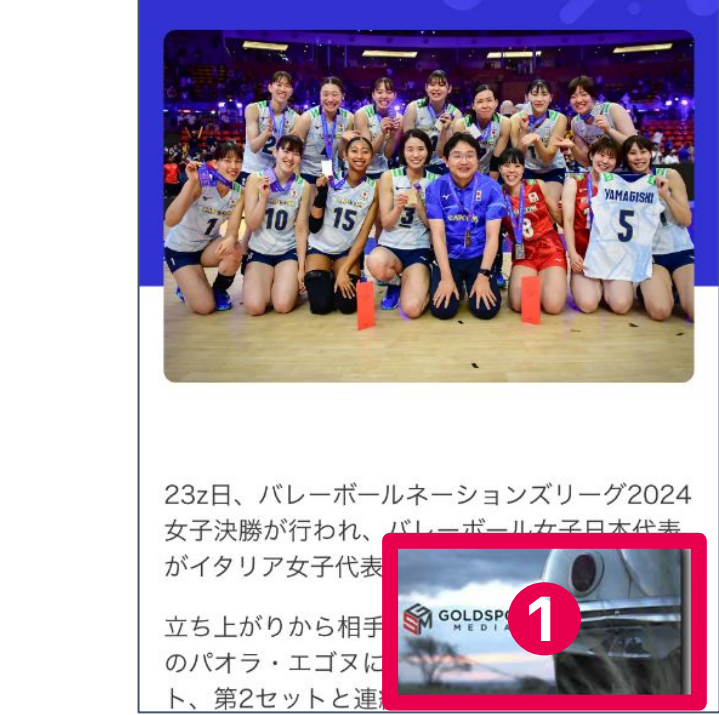 YAMAGISHI
1
10
15
3
8
5
23z日、バレーボールネーションズリーグ2024
女子決勝が行われ、バレーボール女子日本代表
がイタリア女子代表
立ち上がりから相手
のパオラ・エゴヌに
ト、第2セットと連
GOLDSPO
MEDIA
1